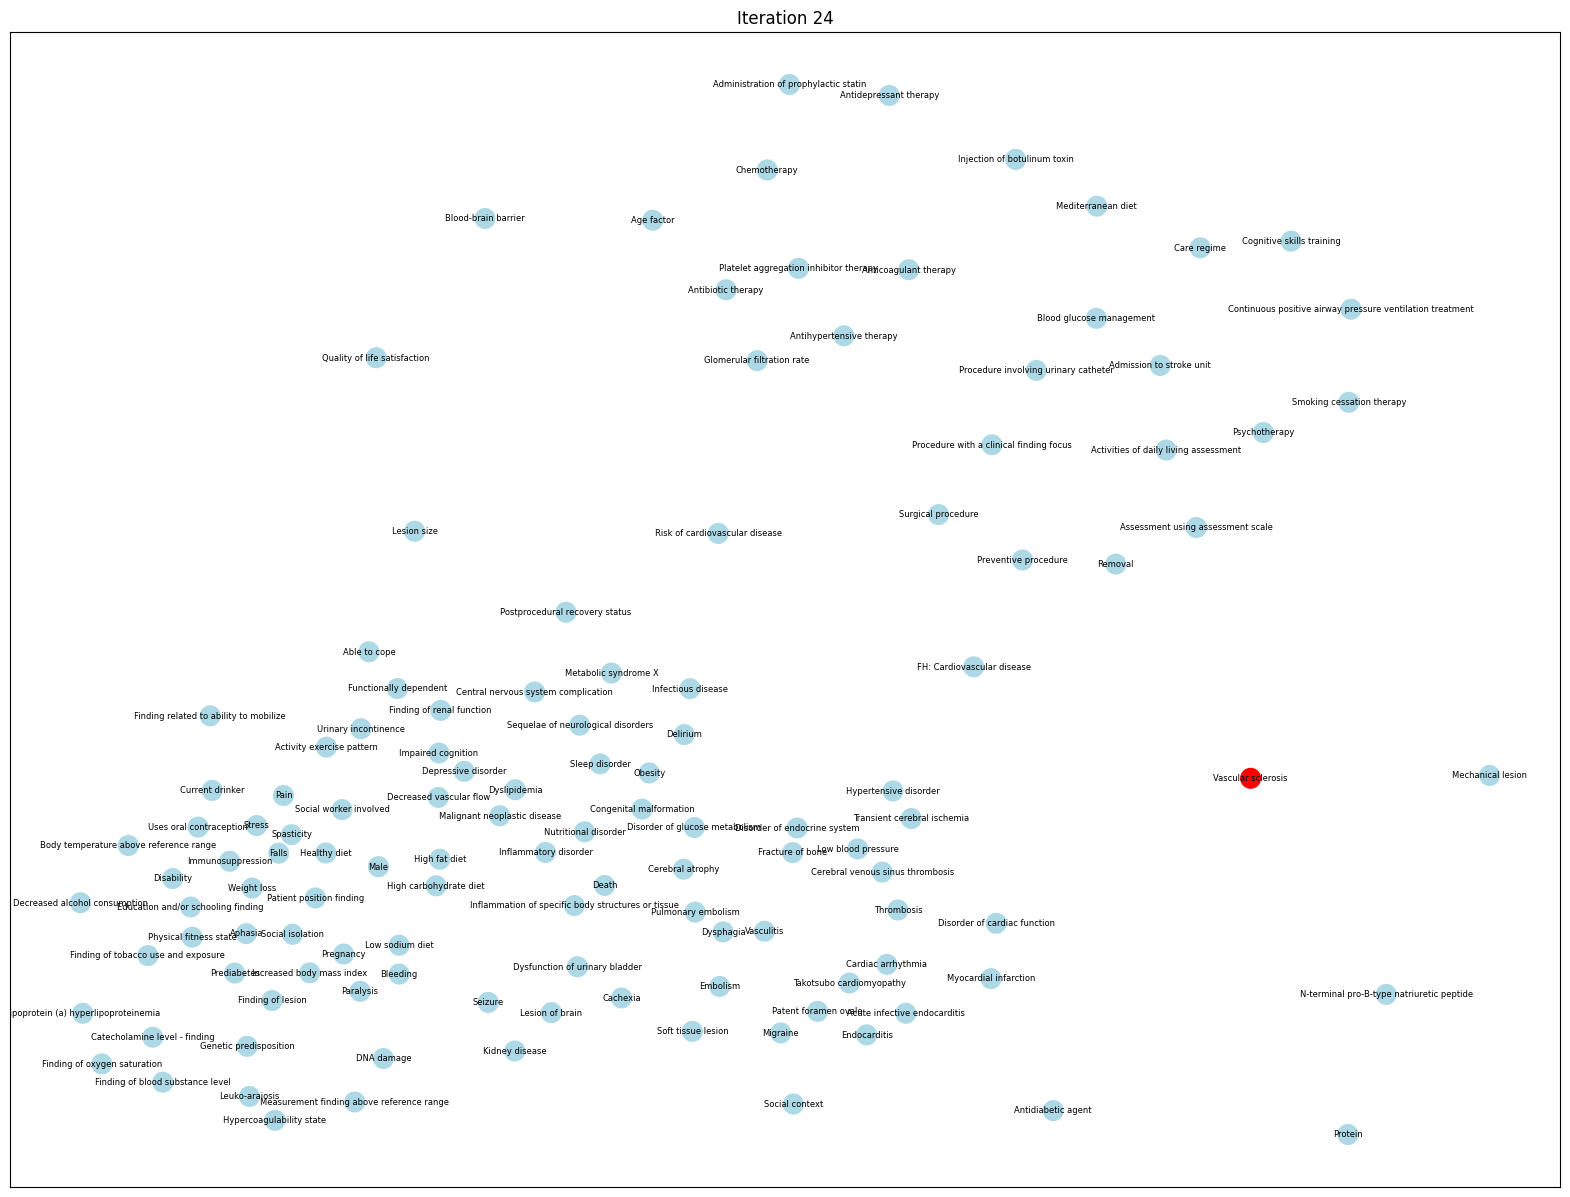 Iteration 24
Administration of prophylactic statin
Antidepressant therapy
Injection of botulinum toxin
Chemotherapy
Mediterranean diet
Blood-brain barrier
Age factor
Care regime
Cognitive skills training
Platelet aggregation inhibitor therapy
Anticoagulant therapy
Antibiotic therapy
Continuous positive airway pressure ventilation treatment
Blood glucose management
Antihypertensive therapy
Quality of life satisfaction
Glomerular filtration rate
Procedure involving urinary catheter
Admission to stroke unit
Smoking cessation therapy
Psychotherapy
Procedure with a clinical finding focus
Activities of daily living assessment
Surgical procedure
Lesion size
Risk of cardiovascular disease
Assessment using assessment scale
Preventive procedure
Removal
Postprocedural recovery status
Able to cope
FH: Cardiovascular disease
Metabolic syndrome X
Functionally dependent
Central nervous system complication
Infectious disease
Finding of renal function
Finding related to ability to mobilize
Urinary incontinence
Sequelae of neurological disorders
Delirium
Activity exercise pattern
Impaired cognition
Sleep disorder
Depressive disorder
Obesity
Vascular sclerosis
Mechanical lesion
Current drinker
Pain
Decreased vascular flow
Dyslipidemia
Hypertensive disorder
Social worker involved
Malignant neoplastic disease
Congenital malformation
Transient cerebral ischemia
Uses oral contraception
Stress
Spasticity
Nutritional disorder
Disorder of glucose metabolism
Disorder of endocrine system
Body temperature above reference range
Immunosuppression
Falls
Healthy diet
High fat diet
Inflammatory disorder
Fracture of bone
Low blood pressure
Male
Cerebral atrophy
Cerebral venous sinus thrombosis
Disability
Weight loss
High carbohydrate diet
Death
Decreased alcohol consumption
Education and/or schooling finding
Patient position finding
Inflammation of specific body structures or tissue
Pulmonary embolism
Thrombosis
Disorder of cardiac function
Physical fitness state
Aphasia
Social isolation
Dysphagia
Vasculitis
Finding of tobacco use and exposure
Low sodium diet
Pregnancy
Prediabetes
Increased body mass index
Bleeding
Dysfunction of urinary bladder
Cardiac arrhythmia
Takotsubo cardiomyopathy
Myocardial infarction
Paralysis
Embolism
N-terminal pro-B-type natriuretic peptide
Finding of lesion
Seizure
Cachexia
poprotein (a) hyperlipoproteinemia
Lesion of brain
Patent foramen ovale
Acute infective endocarditis
Catecholamine level - finding
Soft tissue lesion
Migraine
Endocarditis
Genetic predisposition
Kidney disease
Finding of oxygen saturation
DNA damage
Finding of blood substance level
Leuko-araiosis
Measurement finding above reference range
Social context
Antidiabetic agent
Hypercoagulability state
Protein